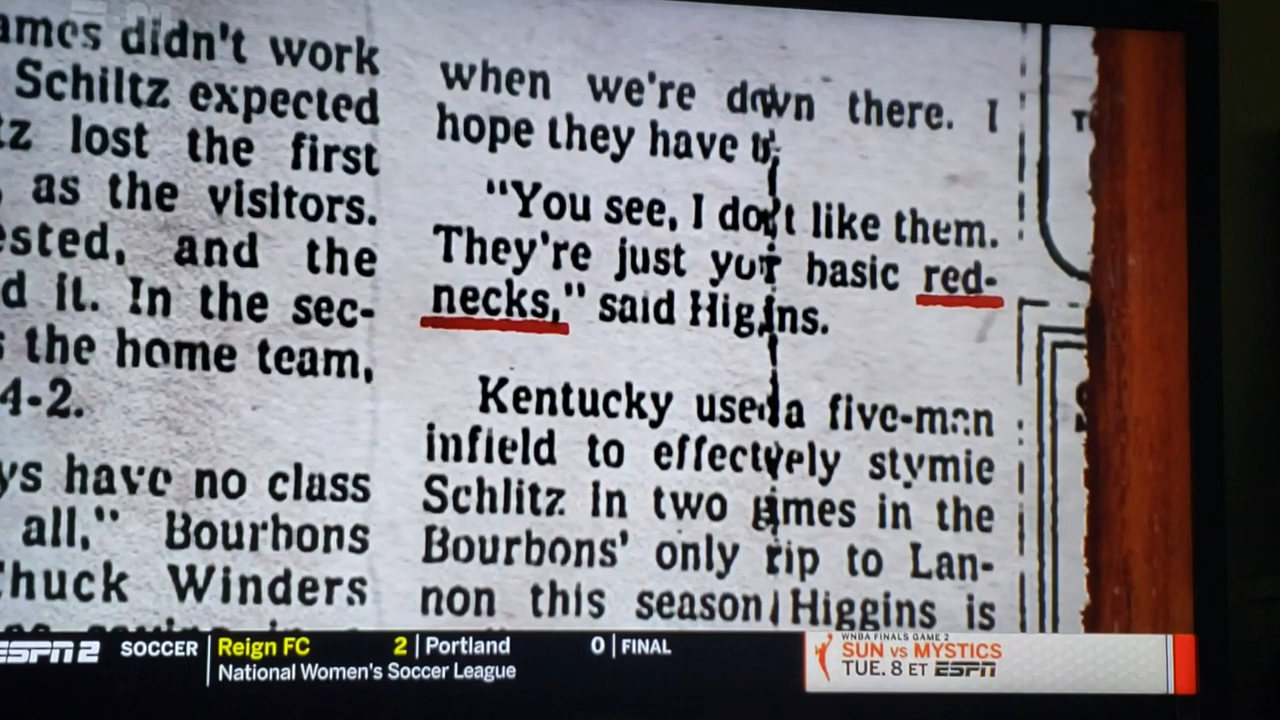 ames didn't work
Schiltz expected
tz lost the first
as the visitors.
ested, and the
d it. In the sec-
s the home team,
4-2.
ys have no class
all," Bourbons
Chuck Winders
when we're down there. I
hope they have
"You see, I don't like them.
They're just your basic red-
necks," said Higgins.
Kentucky used a five-man
infield to effectively stymie
Schlitz in two games in the
Bourbons' only trip to Lan-
non this season. Higgins is
ESPN2 SOCCER Reign FC 2 Portland 0 FINAL
National Women's Soccer League
WNBA FINALS GAME 2
SUN vs MYSTICS
TUE. 8 ET ESPN